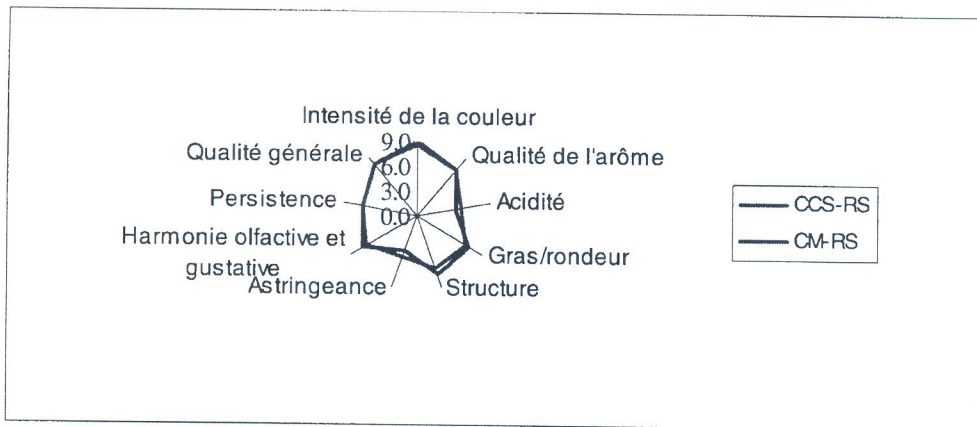 Intensité de la couleur
9.0
Qualité générale
Qualité de l'arôme
6.0
Persistence
3.0
Acidité
0.0
Harmonie olfactive et
gustative
Gras/rondeur
Astringeance
Structure
CCS-RS
CM-RS